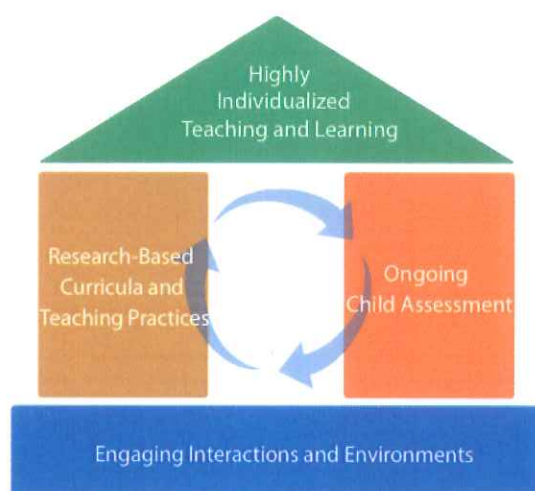 Highly
Individualized
Teaching and Learning
Research-Based
Curricula and
Teaching Practices
Ongoing
Child Assessment
Engaging Interactions and Environments